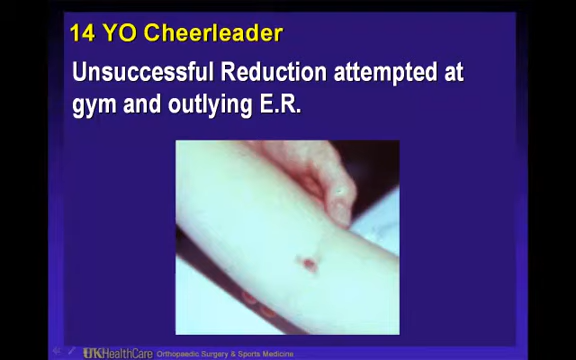 14 YO Cheerleader
Unsuccessful Reduction attempted at
gym and outlying E.R.
UKHealthCare Orthopaedic Surgery & Sports Medicine